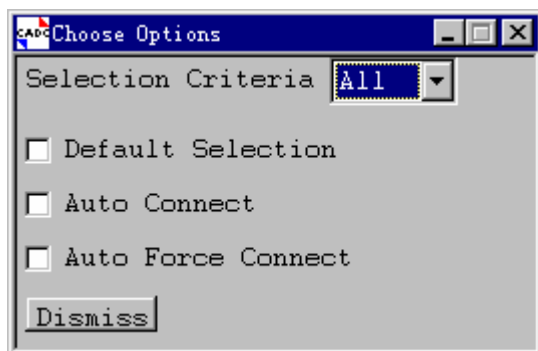 CADC Choose Options
Selection Criteria All
Default Selection
Auto Connect
Auto Force Connect
Dismiss